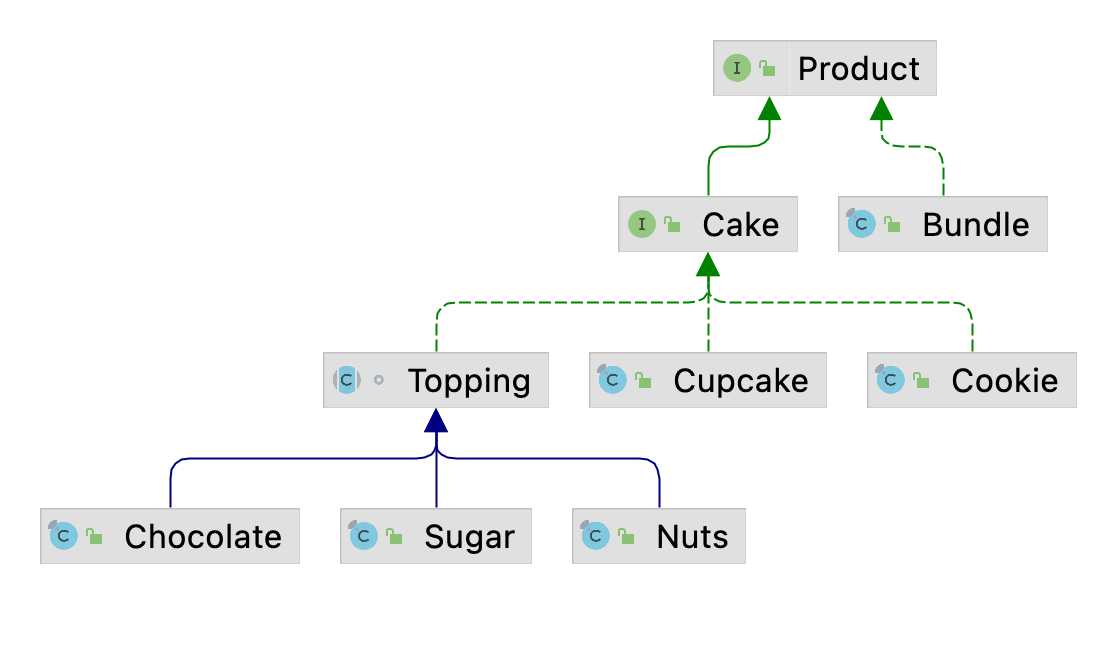 I Product
I Cake
C Bundle
C Topping
C Cupcake
C Cookie
C Chocolate
C Sugar
C Nuts